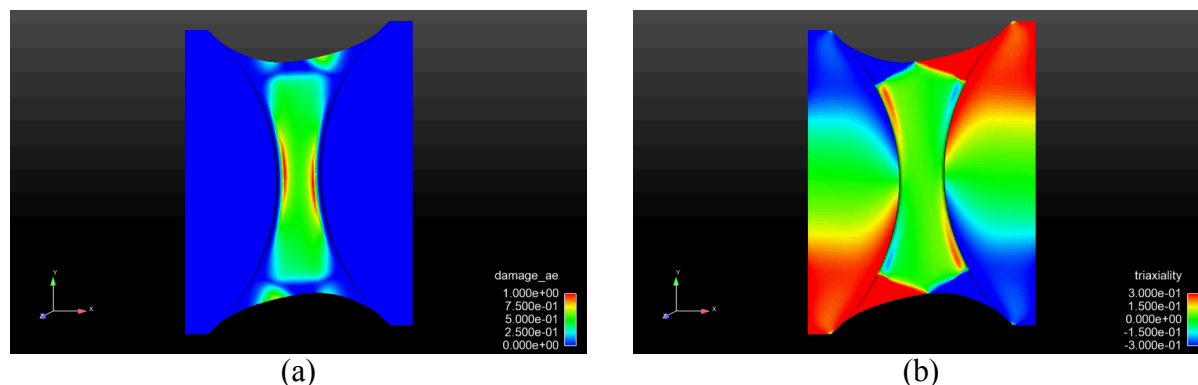 damage_ae
1.000e+00
7.500e-01
5.000e-01
2.500e-01
0.000e+00
Y
X
Z
(a)
triaxiality
3.000e-01
1.500e-01
0.000e+00
-1.500e-01
-3.000e-01
Y
X
Z
(b)